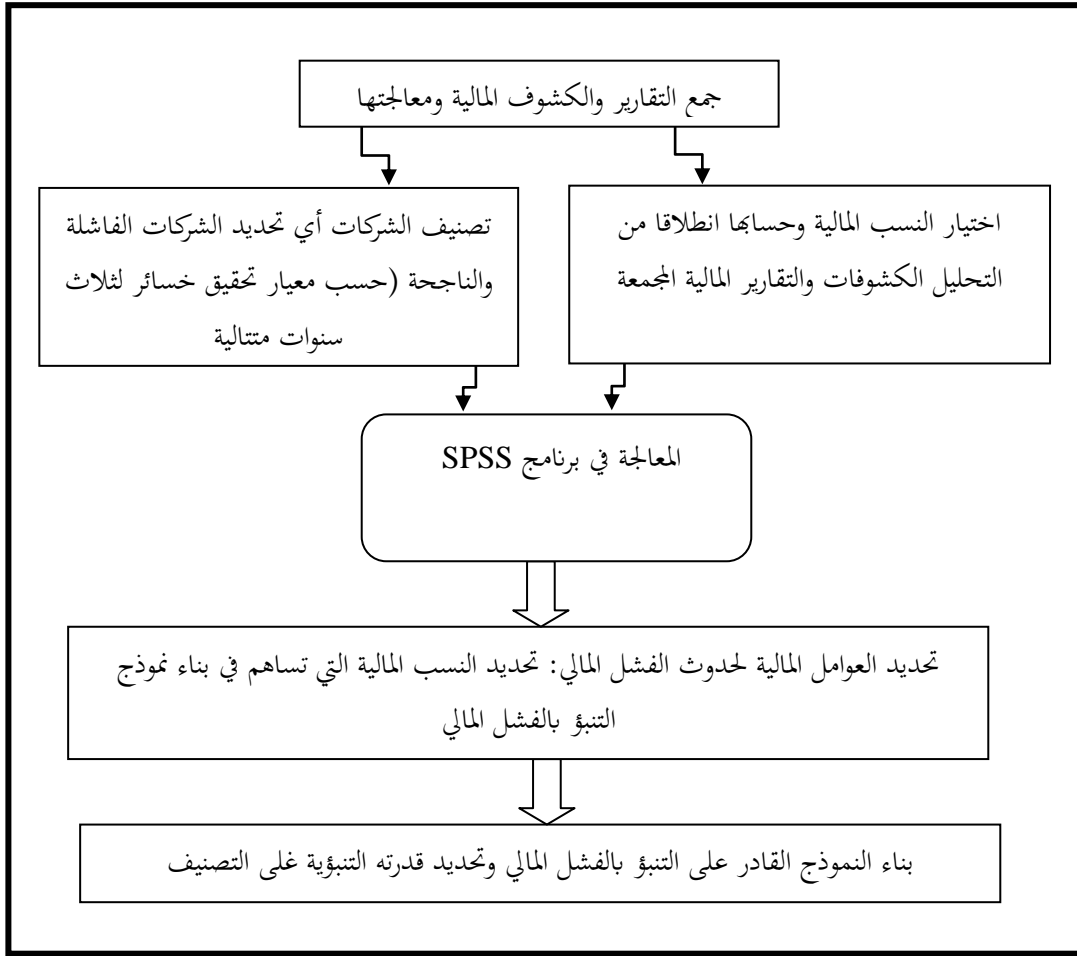 جمع التقارير والكشوف المالية ومعالجتها
اختيار النسب المالية وحسابها انطلاقا من
التحليل الكشوفات والتقارير المالية المجمعة
تصنيف الشركات أي تحديد الشركات الفاشلة
والناجحة (حسب معيار تحقيق خسائر لثلاث
سنوات متتالية
المعالجة في برنامج SPSS
تحديد العوامل المالية لحدوث الفشل المالي: تحديد النسب المالية التي تساهم في بناء نموذج
التنبؤ بالفشل المالي
بناء النموذج القادر على التنبؤ بالفشل المالي وتحديد قدرته التنبؤية غلى التصنيف